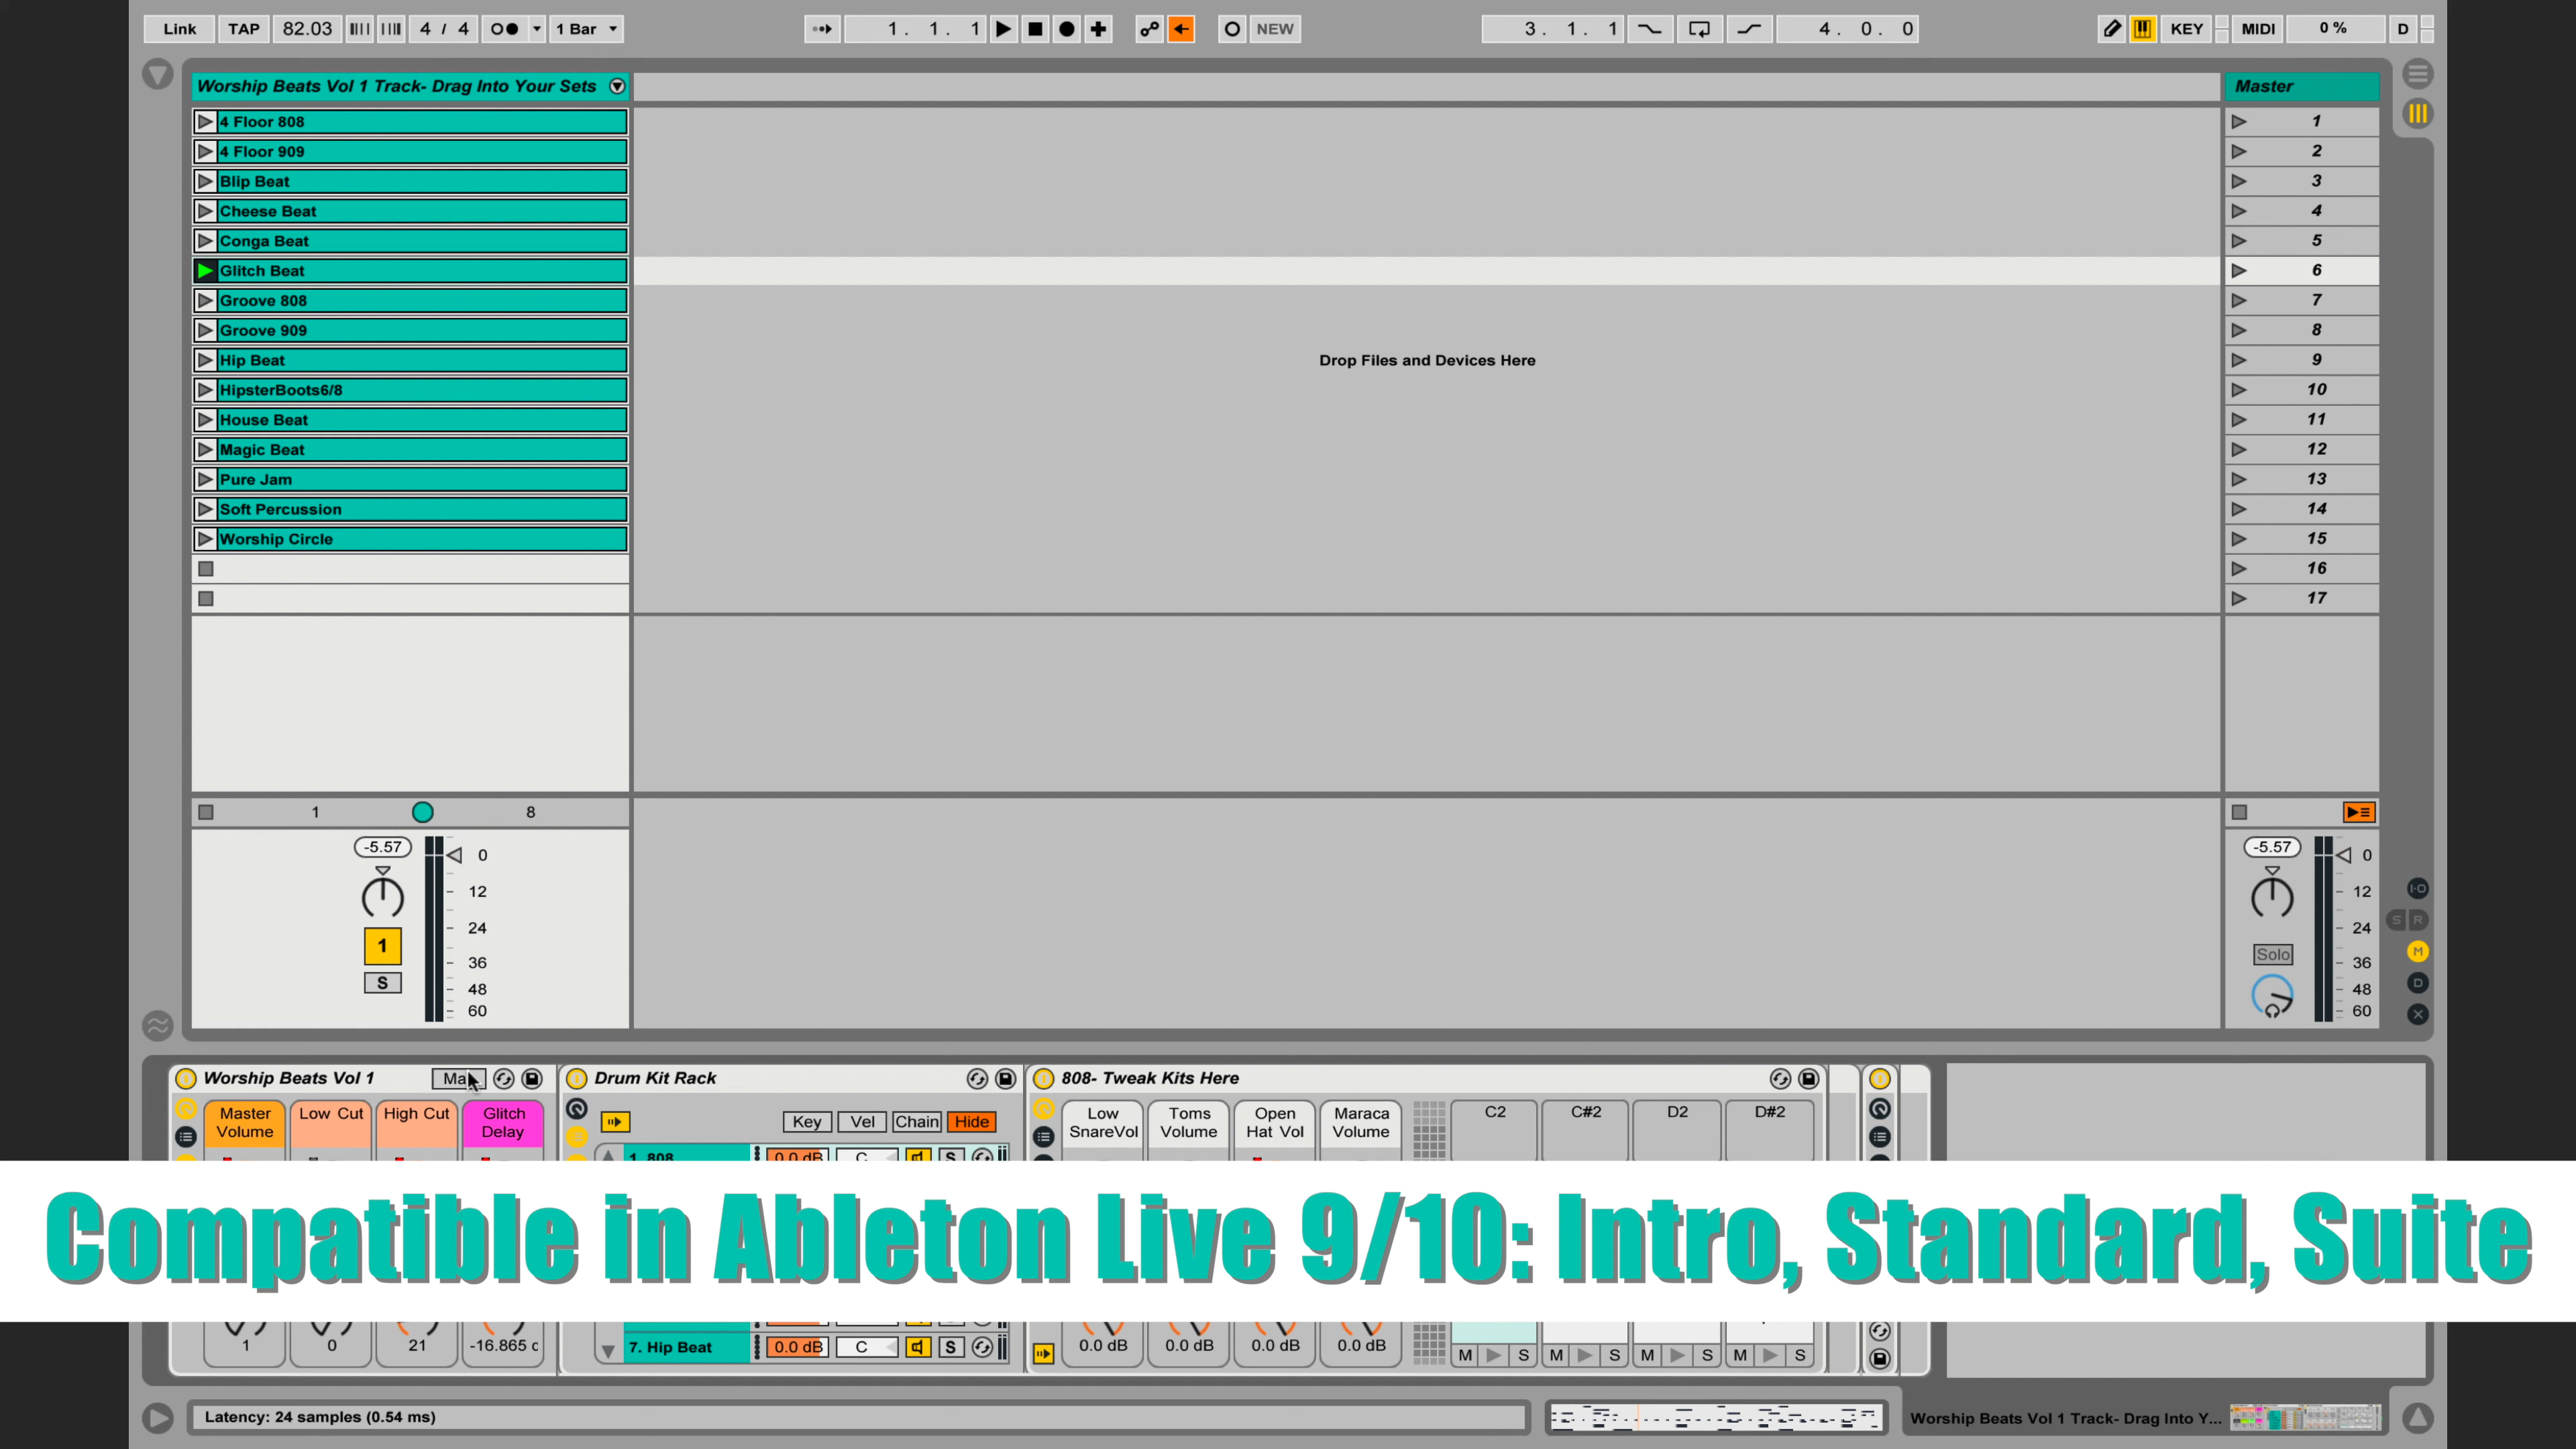 Link TAP 82.03 4 / 4 1 Bar 1. 1. 1 NEW 3. 1. 1 4. 0. 0 KEY MIDI 0 % D
Worship Beats Vol 1 Track- Drag Into Your Sets Master
4 Floor 808 1
4 Floor 909 2
Blip Beat 3
Cheese Beat 4
Conga Beat 5
Glitch Beat 6
Groove 808 7
Groove 909 8
Hip Beat Drop Files and Devices Here 9
HipsterBoots6/8 10
House Beat 11
Magic Beat 12
Pure Jam 13
Soft Percussion 14
Worship Circle 15
16
17
1 8
-5.57 0 -5.57 0
12 12 I-O
24 24 S R
1 Solo M
36 36
S 48 48 D
60 60 X
Worship Beats Vol 1 Drum Kit Rack 808- Tweak Kits Here
Master Volume Low Cut High Cut Glitch Delay Key Vel Chain Hide Low SnareVol Toms Volume Open Hat Vol Maraca Volume C2 C#2 D2 D#2
1. 808 0.0 dB C S
Compatible in Ableton Live 9/10: Intro, Standard, Suite
1 0 21 -16.865 7. Hip Beat 0.0 dB C S 0.0 dB 0.0 dB 0.0 dB 0.0 dB M S M S M S M S
Latency: 24 samples (0.54 ms) Worship Beats Vol 1 Track- Drag Into Y...